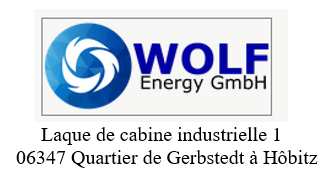 WOLF
Energy GmbH
Laque de cabine industrielle 1
06347 Quartier de Gerbstedt à Hôbitz